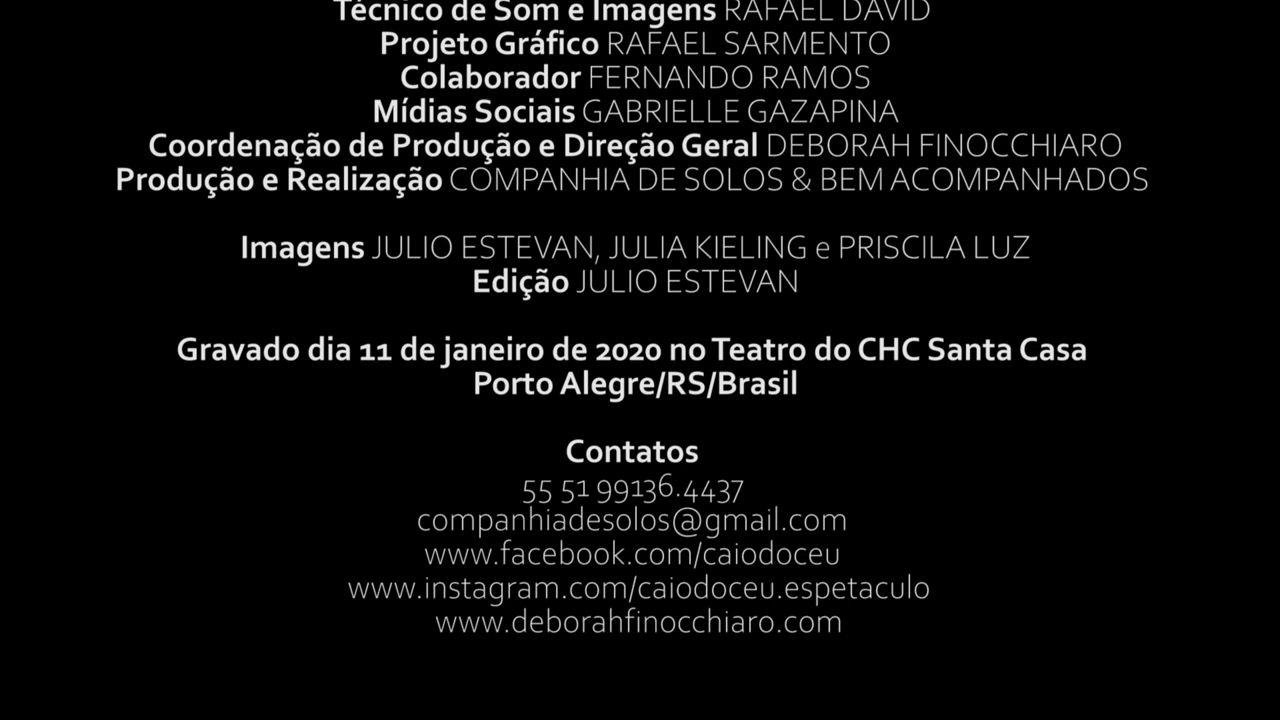 Técnico de Som e Imagens RAFAEL DAVID
Projeto Gráfico RAFAEL SARMENTO
Colaborador FERNANDO RAMOS
Mídias Sociais GABRIELLE GAZAPINA
Coordenação de Produção e Direção Geral DEBORAH FINOCCHIARO
Produção e Realização COMPANHIA DE SOLOS & BEM ACOMPANHADOS
Imagens JULIO ESTEVAN, JULIA KIELING e PRISCILA LUZ
Edição JULIO ESTEVAN
Gravado dia 11 de janeiro de 2020 no Teatro do CHC Santa Casa
Porto Alegre/RS/Brasil
Contatos
55 51 99136.4437
companhiadesolos@gmail.com
www.facebook.com/caiodoceu
www.instagram.com/caiodoceu.espetaculo
www.deborahfinocchiaro.com